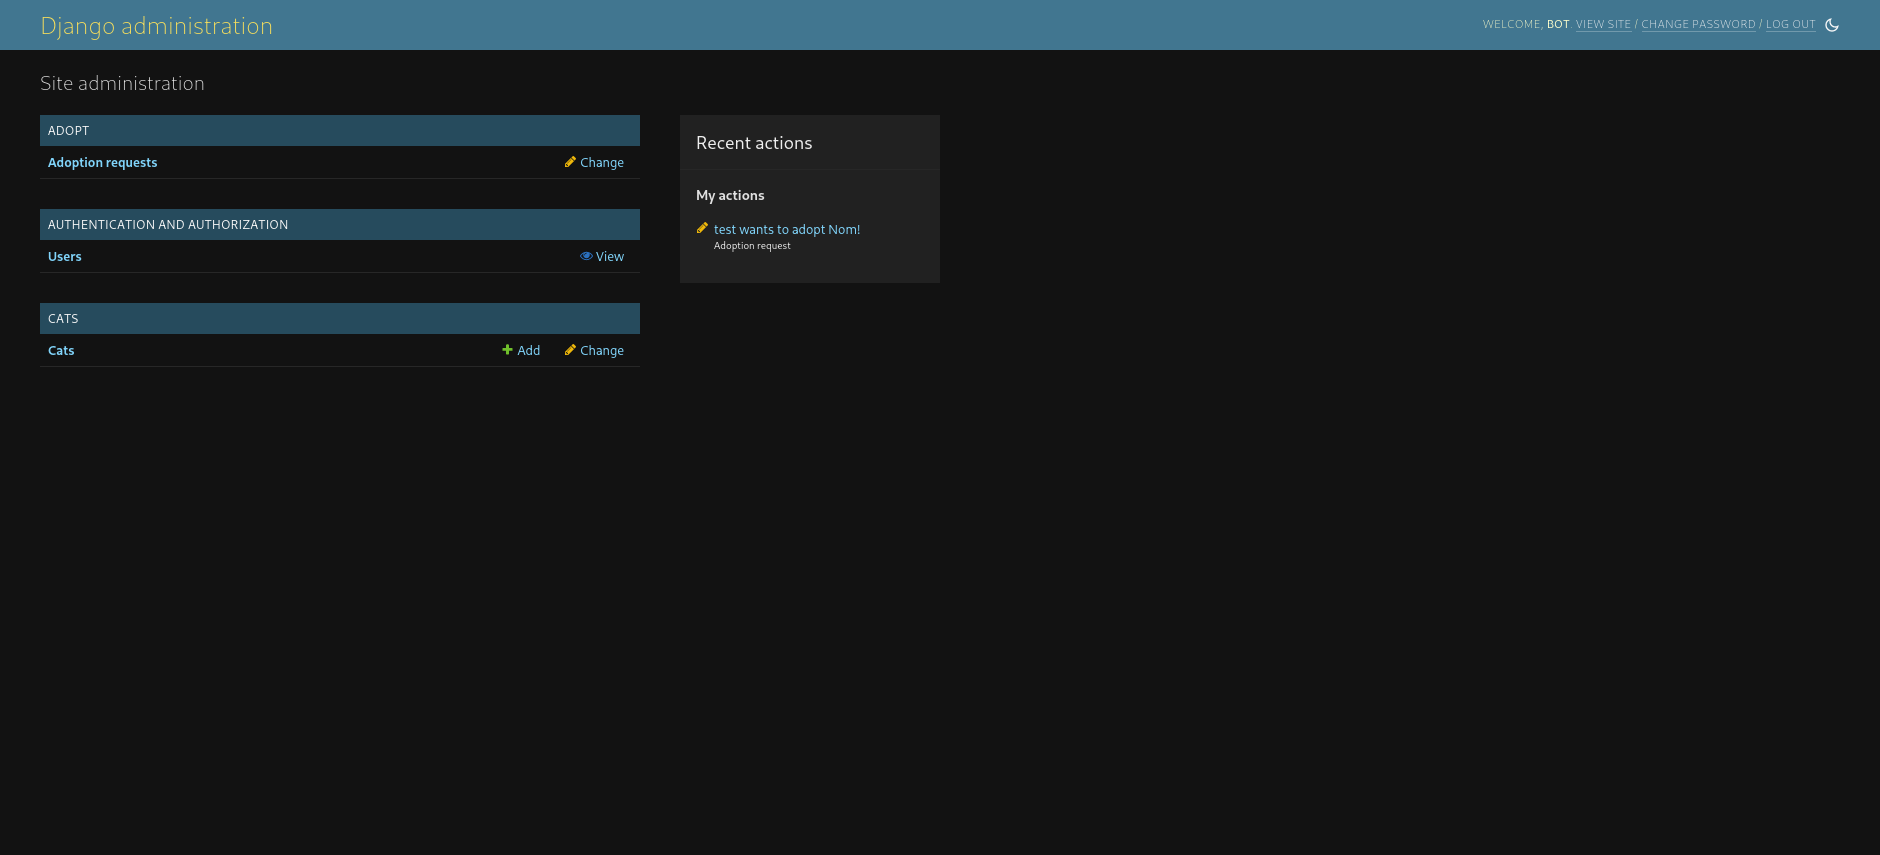 Django administration
WELCOME, BOT. VIEW SITE / CHANGE PASSWORD / LOG OUT
Site administration
ADOPT
Adoption requests Change
AUTHENTICATION AND AUTHORIZATION
Users View
CATS
Cats Add Change
Recent actions
My actions
test wants to adopt Nom!
Adoption request